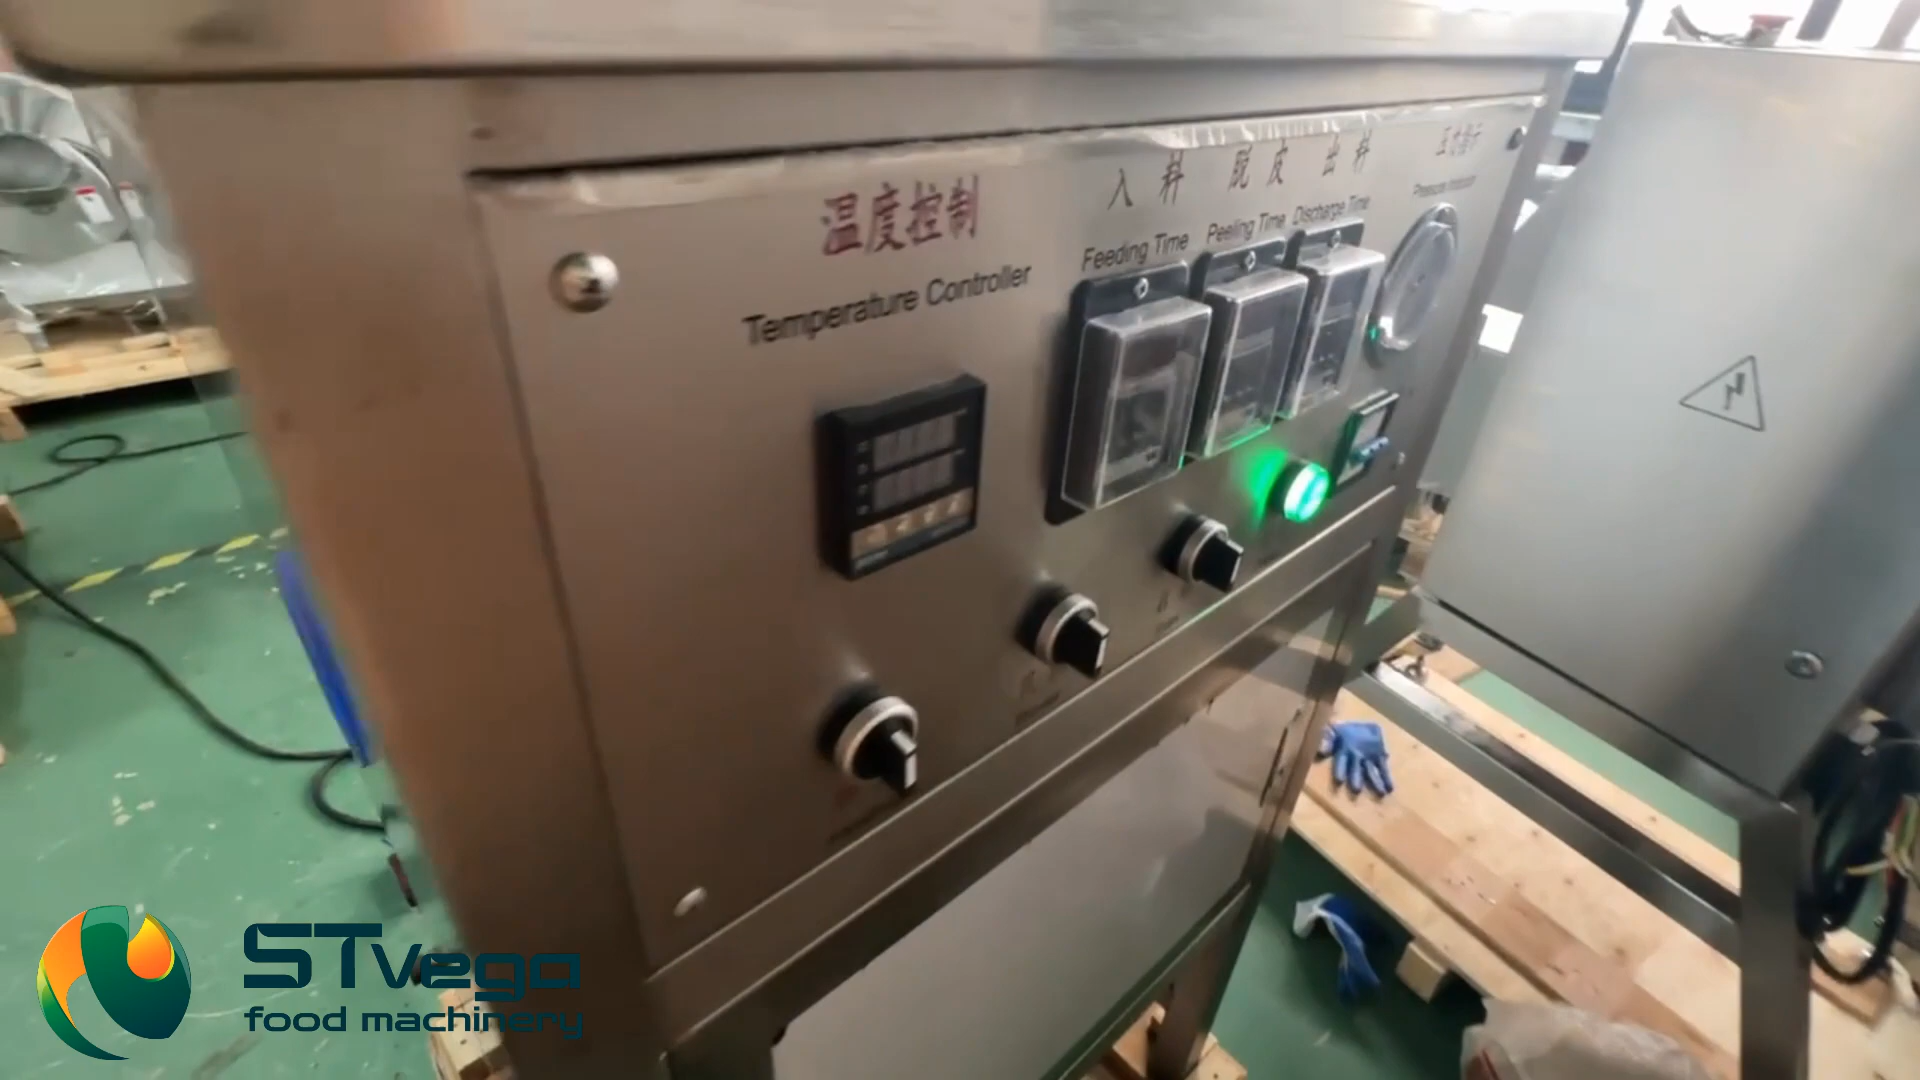 温度控制
Temperature Controller
入料 脱皮 出料
Feeding Time Peeling Time Discharge Time
STvega
food machinery